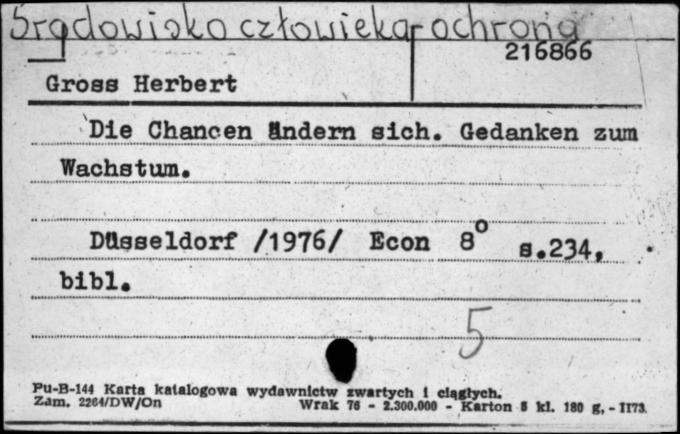 Środowisko człowieka - ochrona
216866
Gross Herbert
Die Chancen ändern sich. Gedanken zum
Wachstum.
Düsseldorf /1976/ Econ 8° s.234,
bibl.
5
Pu-B-144 Karta katalogowa wydawnictw zwartych i ciągłych.
Zam. 2264/DW/On Wrak 76 - 2.300.000 - Karton 5 kl. 180 g, - II73.